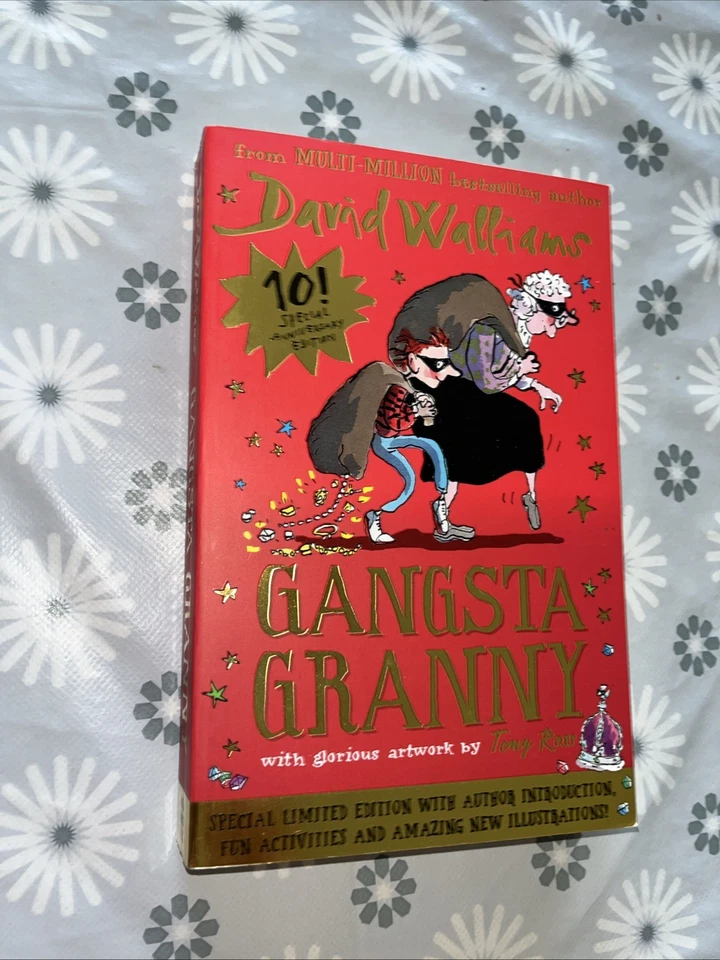 from MULTI-MILLION bestselling author
David Walliams
10!
SPECIAL
ANNIVERSARY
EDITION
GANGSTA
GRANNY
with glorious artwork by Tony Ross
SPECIAL LIMITED EDITION WITH AUTHOR INTRODUCTION,
FUN ACTIVITIES AND AMAZING NEW ILLUSTRATIONS!